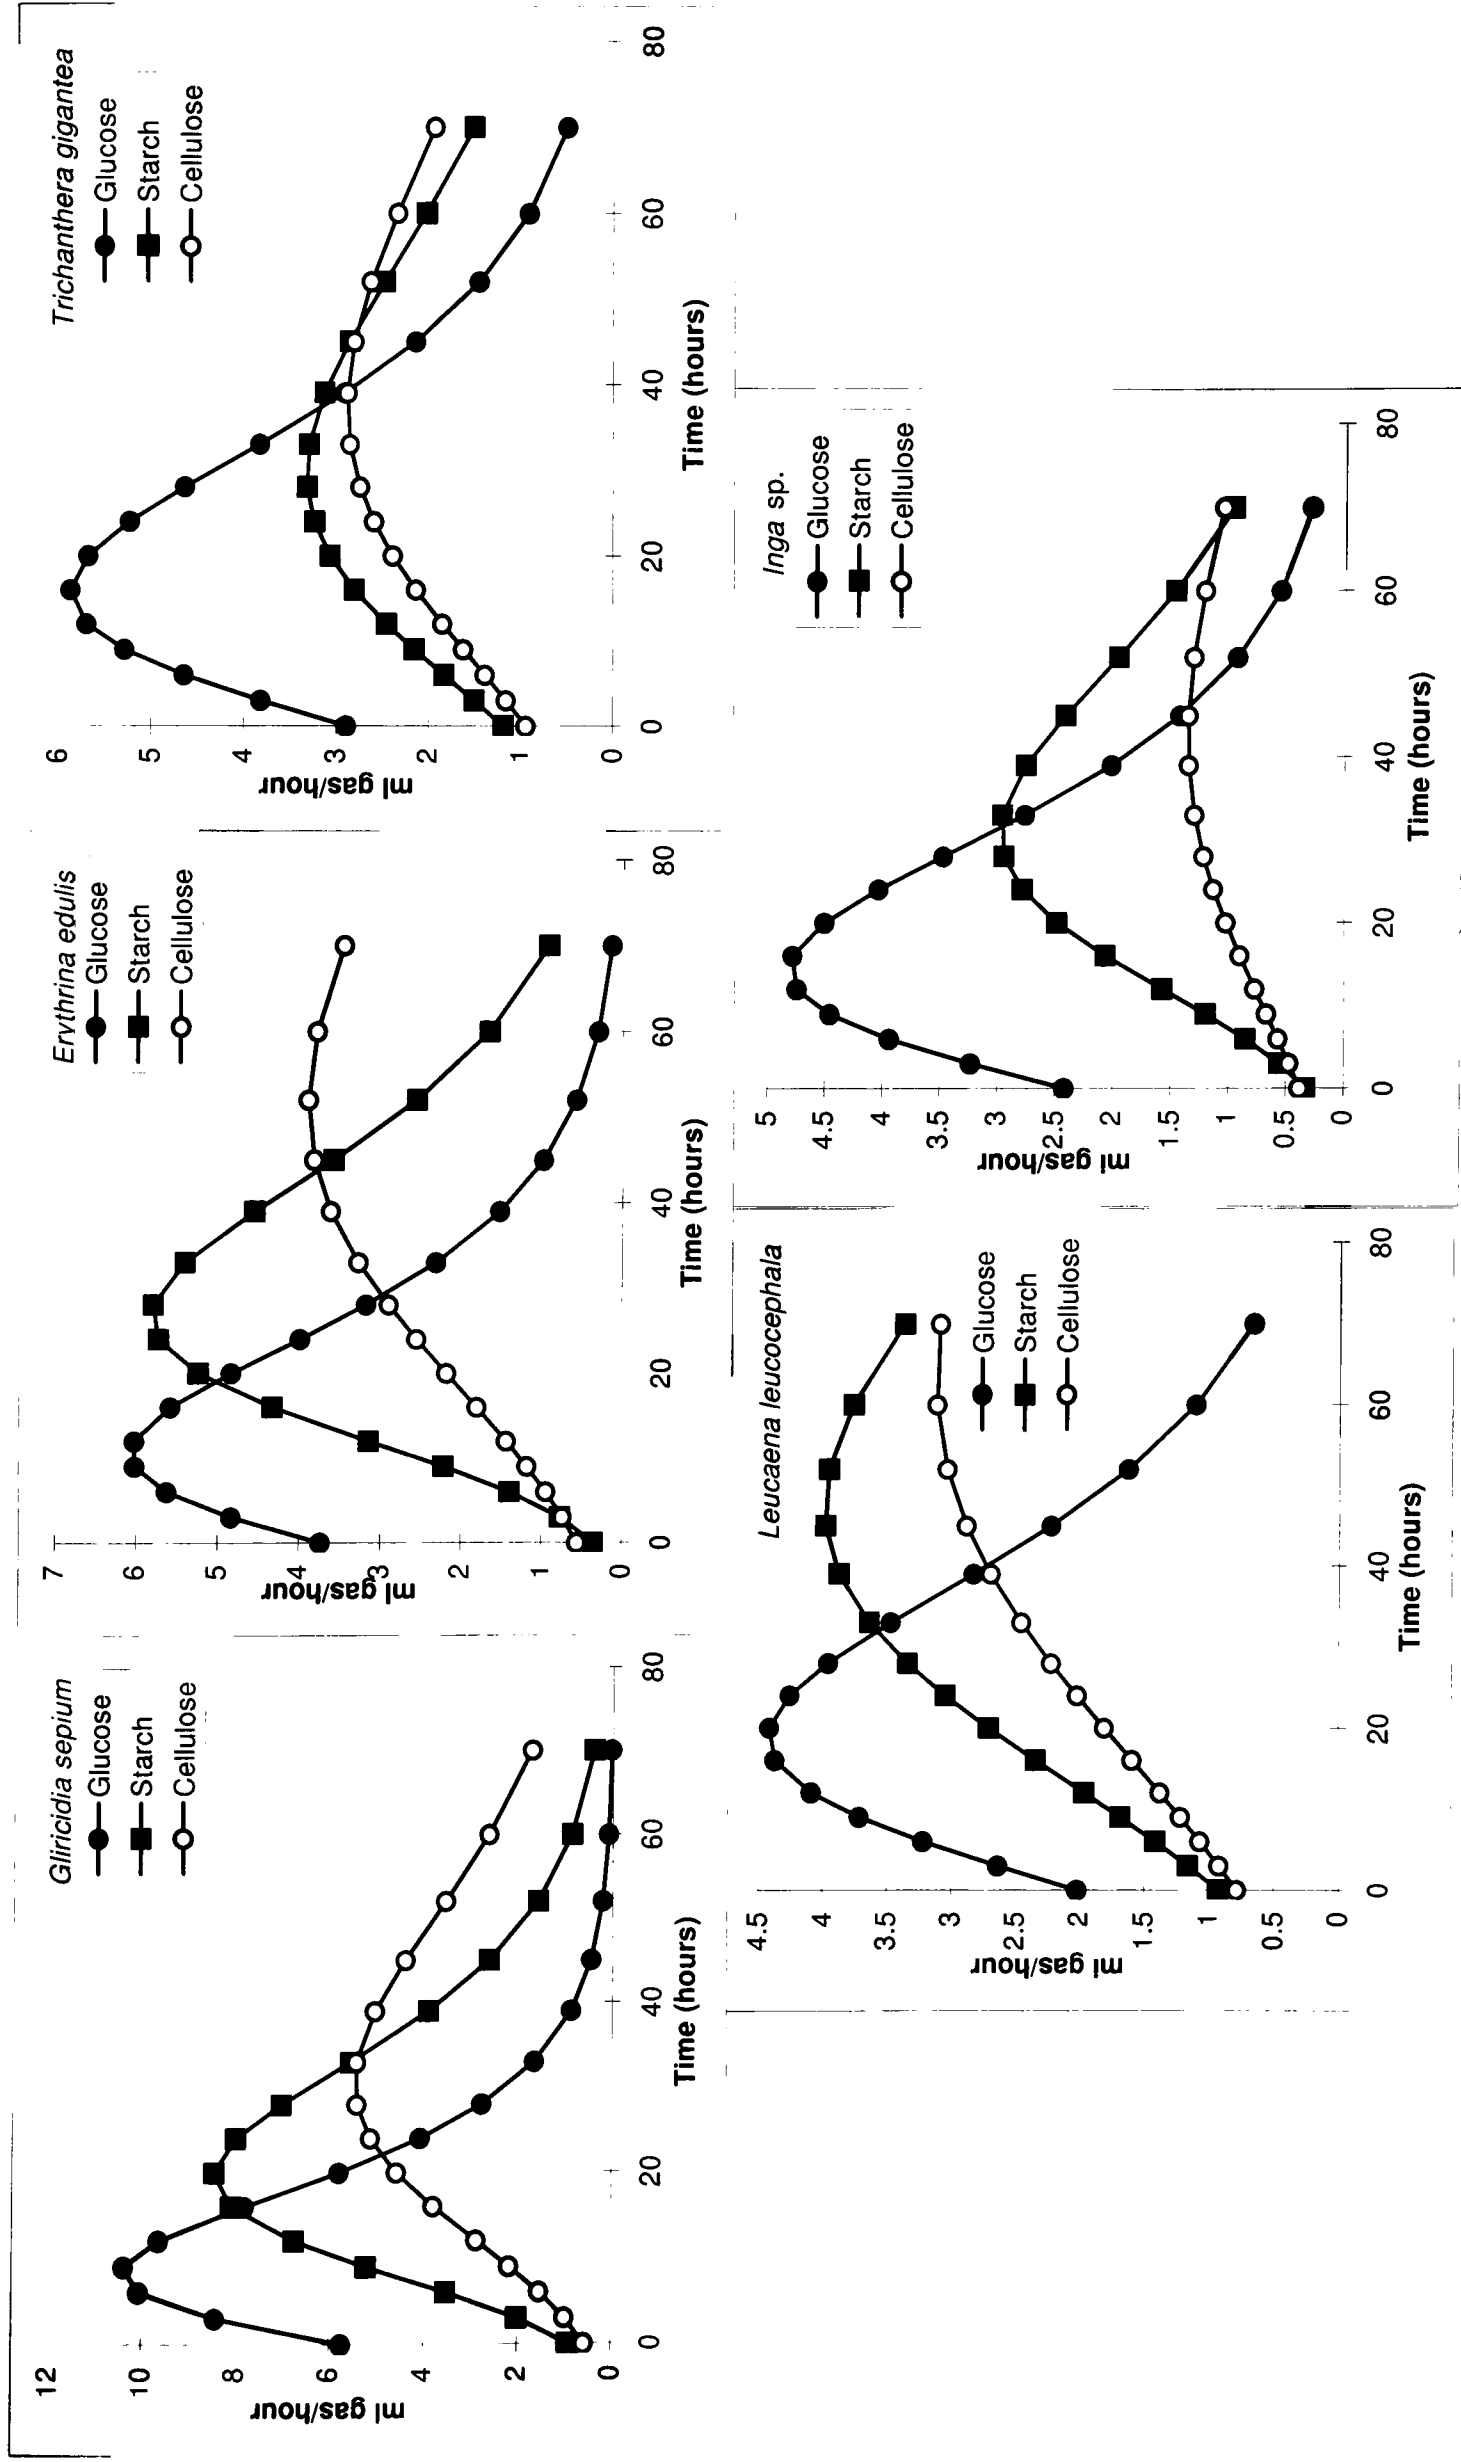 Gliricidia sepium
Glucose
Starch
Cellulose
12
10
8
6
4
2
0
ml gas/hour
0 20 40 60 80
Time (hours)
Erythrina edulis
Glucose
Starch
Cellulose
7
6
5
4
3
2
1
0
ml gas/hour
0 20 40 60 80
Time (hours)
Trichanthera gigantea
Glucose
Starch
Cellulose
6
5
4
3
2
1
0
ml gas/hour
0 20 40 60 80
Time (hours)
Leucaena leucocephala
Glucose
Starch
Cellulose
4.5
4
3.5
3
2.5
2
1.5
1
0.5
0
mi gas/hour
0 20 40 60 80
Time (hours)
Inga sp.
Glucose
Starch
Cellulose
5
4.5
4
3.5
3
2.5
2
1.5
1
0.5
0
mi gas/hour
0 20 40 60 80
Time (hours)